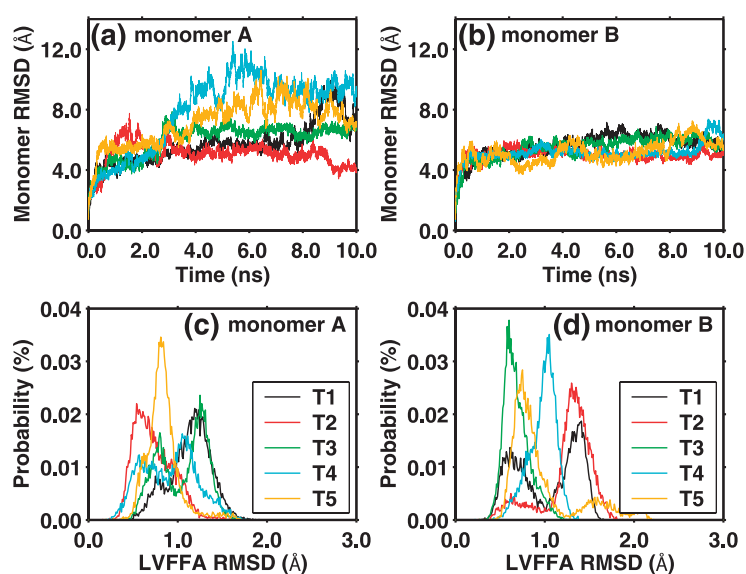 (a) monomer A
Monomer RMSD (Å)
12.0
8.0
4.0
0.0
0.0 2.0 4.0 6.0 8.0 10.0
Time (ns)
(b) monomer B
Monomer RMSD (Å)
12.0
8.0
4.0
0.0
0.0 2.0 4.0 6.0 8.0 10.0
Time (ns)
(c) monomer A
Probability (%)
0.04
0.03
0.02
0.01
0.00
T1
T2
T3
T4
T5
0.0 1.0 2.0 3.0
LVFFA RMSD (Å)
(d) monomer B
Probability (%)
0.04
0.03
0.02
0.01
0.00
T1
T2
T3
T4
T5
0.0 1.0 2.0 3.0
LVFFA RMSD (Å)